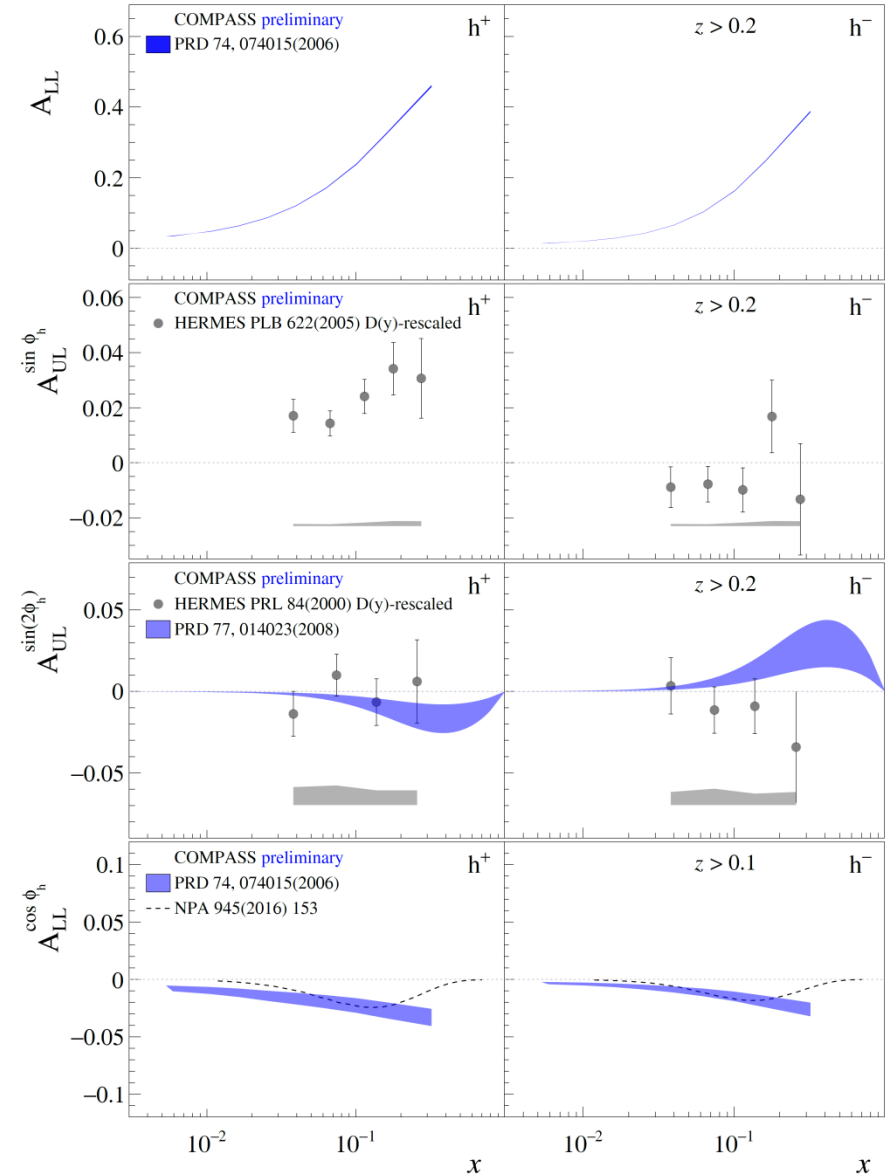 COMPASS preliminary
h⁺
PRD 74, 074015(2006)
z > 0.2
h⁻
A_LL
0.6
0.4
0.2
0
COMPASS preliminary
h⁺
HERMES PLB 622(2005) D(y)-rescaled
z > 0.2
h⁻
A_UL^{sin ϕ_h}
0.06
0.04
0.02
0
−0.02
COMPASS preliminary
h⁺
HERMES PRL 84(2000) D(y)-rescaled
PRD 77, 014023(2008)
z > 0.2
h⁻
A_UL^{sin(2ϕ_h)}
0.05
0
−0.05
COMPASS preliminary
h⁺
PRD 74, 074015(2006)
NPA 945(2016) 153
z > 0.1
h⁻
A_LL^{cos ϕ_h}
0.1
0.05
0
−0.05
−0.1
10⁻² 10⁻¹ 10⁻² 10⁻¹
x x